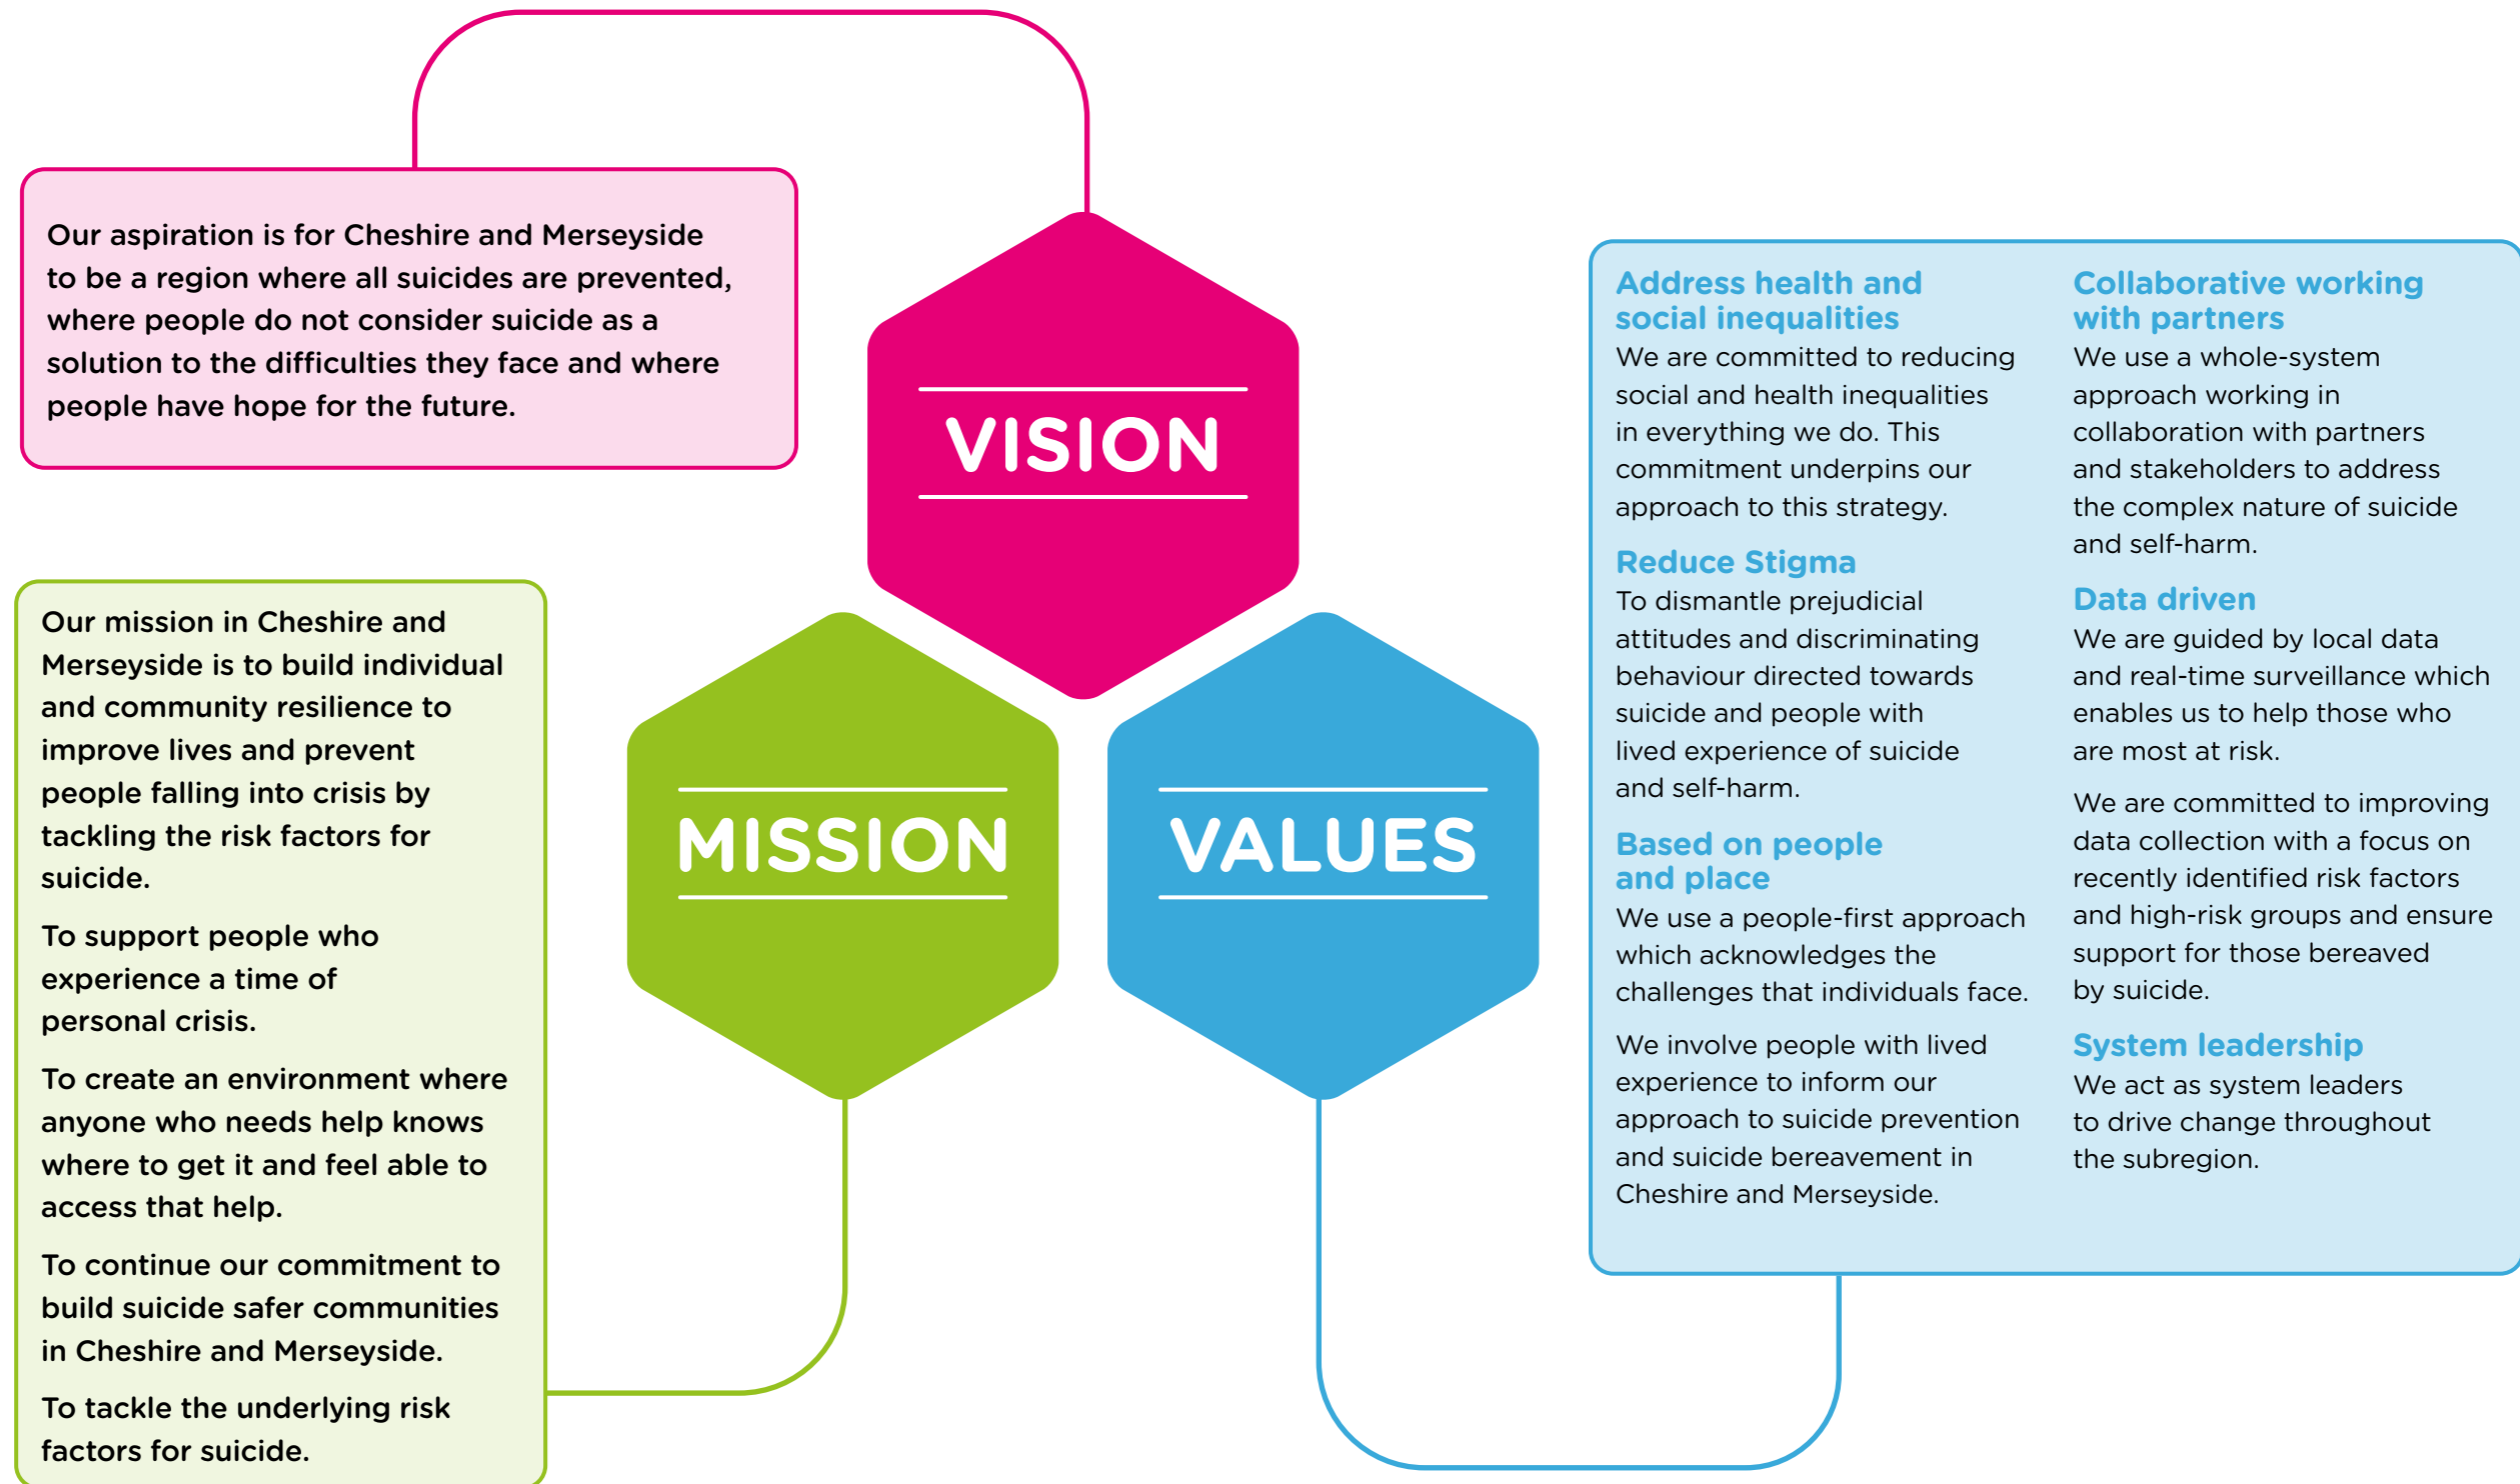 Our aspiration is for Cheshire and Merseyside
to be a region where all suicides are prevented,
where people do not consider suicide as a
solution to the difficulties they face and where
people have hope for the future.
VISION
Our mission in Cheshire and
Merseyside is to build individual
and community resilience to
improve lives and prevent
people falling into crisis by
tackling the risk factors for
suicide.
To support people who
experience a time of
personal crisis.
To create an environment where
anyone who needs help knows
where to get it and feel able to
access that help.
To continue our commitment to
build suicide safer communities
in Cheshire and Merseyside.
To tackle the underlying risk
factors for suicide.
MISSION
VALUES
Address health and
social inequalities
We are committed to reducing
social and health inequalities
in everything we do. This
commitment underpins our
approach to this strategy.
Reduce Stigma
To dismantle prejudicial
attitudes and discriminating
behaviour directed towards
suicide and people with
lived experience of suicide
and self-harm.
Based on people
and place
We use a people-first approach
which acknowledges the
challenges that individuals face.
We involve people with lived
experience to inform our
approach to suicide prevention
and suicide bereavement in
Cheshire and Merseyside.
Collaborative working
with partners
We use a whole-system
approach working in
collaboration with partners
and stakeholders to address
the complex nature of suicide
and self-harm.
Data driven
We are guided by local data
and real-time surveillance which
enables us to help those who
are most at risk.
We are committed to improving
data collection with a focus on
recently identified risk factors
and high-risk groups and ensure
support for those bereaved
by suicide.
System leadership
We act as system leaders
to drive change throughout
the subregion.